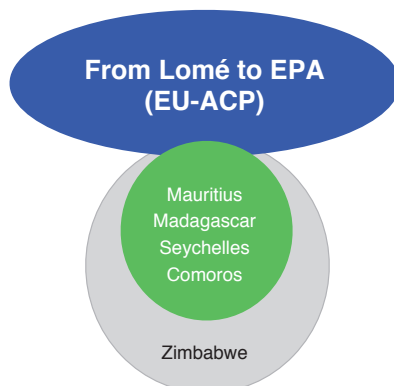 From Lomé to EPA
(EU-ACP)
Mauritius
Madagascar
Seychelles
Comoros
Zimbabwe